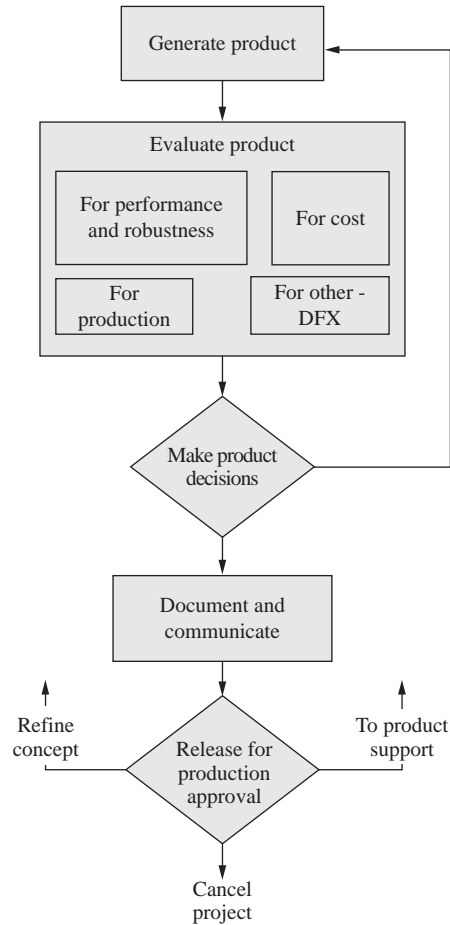 Generate product
Evaluate product
For performance
and robustness
For cost
For
production
For other -
DFX
Make product
decisions
Document and
communicate
Refine
concept
Release for
production
approval
To product
support
Cancel
project